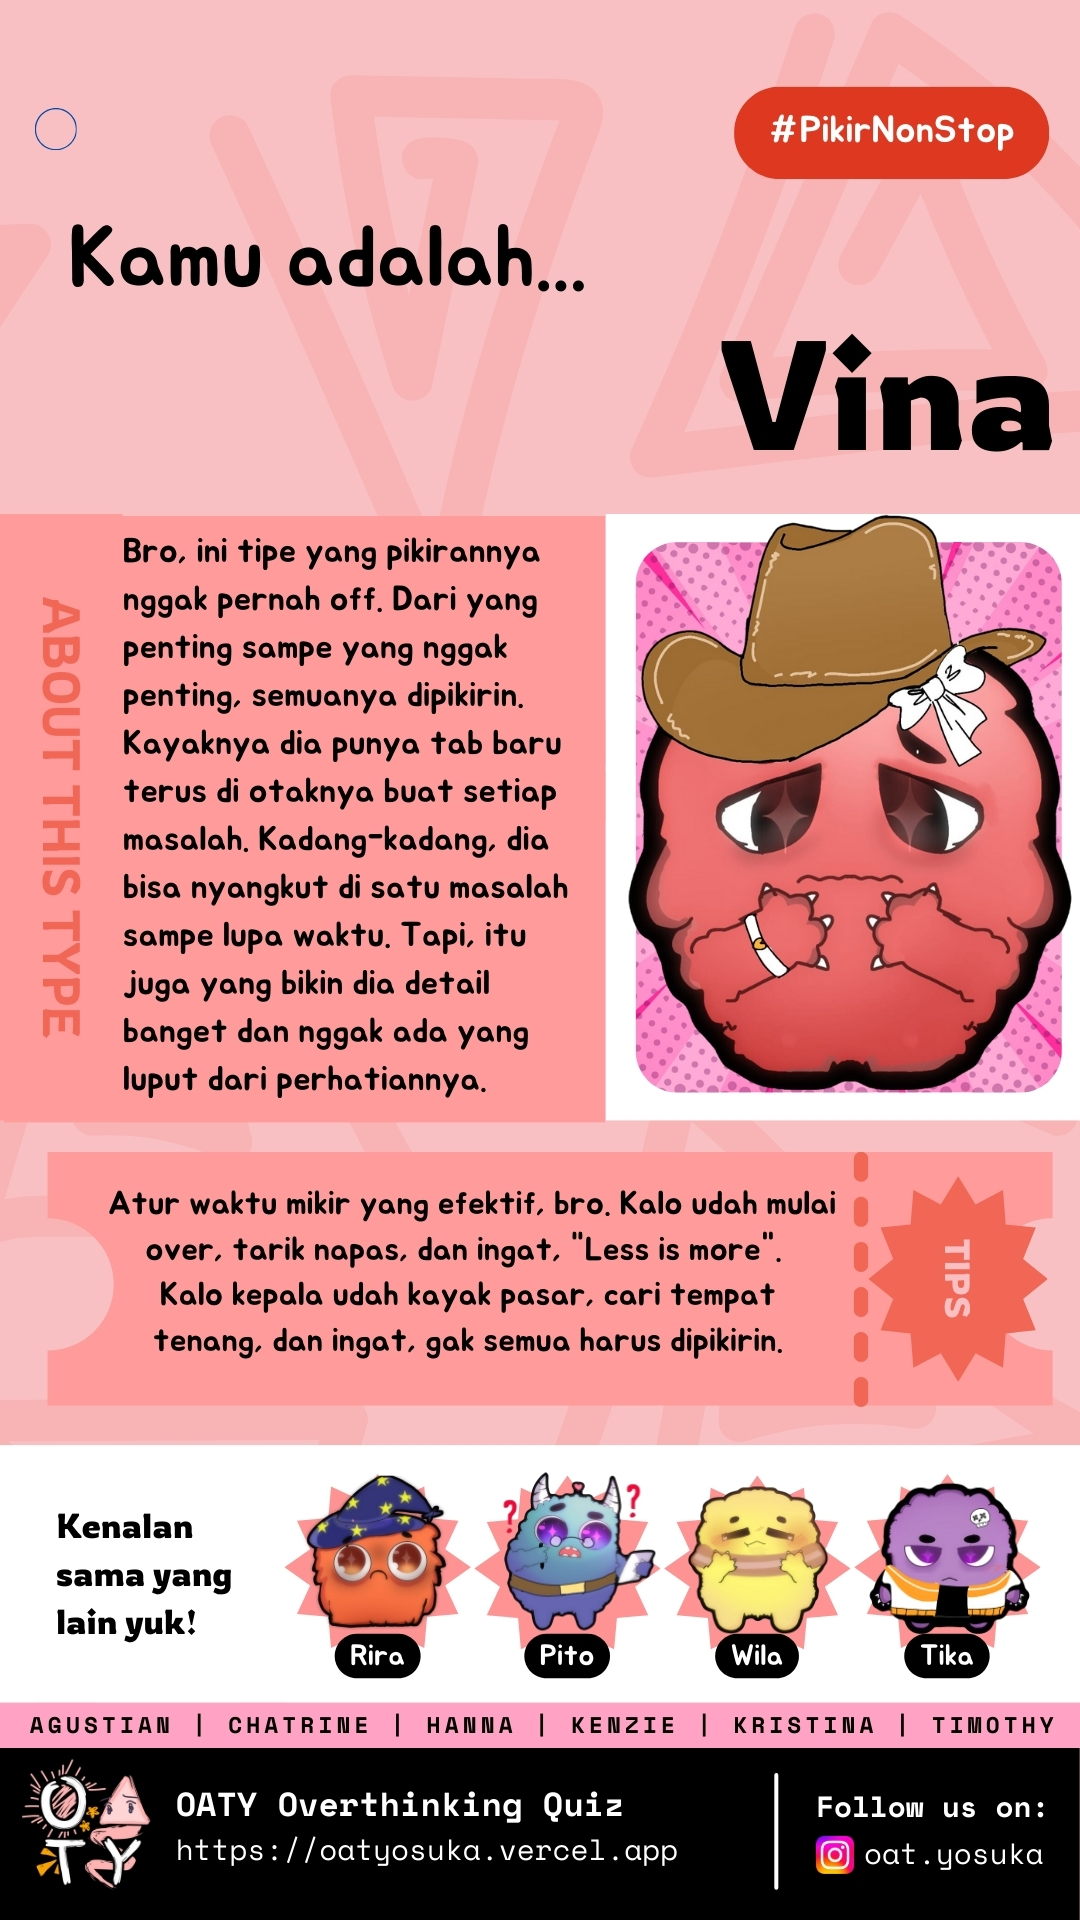 #PikirNonStop
Kamu adalah...
Vina
ABOUT THIS TYPE
Bro, ini tipe yang pikirannya
nggak pernah off. Dari yang
penting sampe yang nggak
penting, semuanya dipikirin.
Kayaknya dia punya tab baru
terus di otaknya buat setiap
masalah. Kadang-kadang, dia
bisa nyangkut di satu masalah
sampe lupa waktu. Tapi, itu
juga yang bikin dia detail
banget dan nggak ada yang
luput dari perhatiannya.
Atur waktu mikir yang efektif, bro. Kalo udah mulai
over, tarik napas, dan ingat, "Less is more".
Kalo kepala udah kayak pasar, cari tempat
tenang, dan ingat, gak semua harus dipikirin.
TIPS
Kenalan
sama yang
lain yuk!
? ?
Rira Pito Wila Tika
AGUSTIAN | CHATRINE | HANNA | KENZIE | KRISTINA | TIMOTHY
OATY
OATY Overthinking Quiz
https://oatyosuka.vercel.app
Follow us on:
oat.yosuka